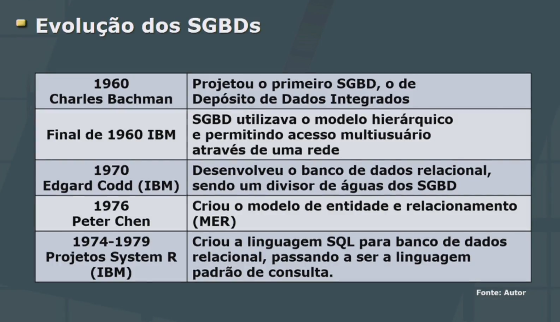 Evolução dos SGBDs
1960
Charles Bachman
Projetou o primeiro SGBD, o de
Depósito de Dados Integrados
Final de 1960 IBM
SGBD utilizava o modelo hierárquico
e permitindo acesso multiusuário
através de uma rede
1970
Edgard Codd (IBM)
Desenvolveu o banco de dados relacional,
sendo um divisor de águas dos SGBD
1976
Peter Chen
Criou o modelo de entidade e relacionamento
(MER)
1974-1979
Projetos System R
(IBM)
Criou a linguagem SQL para banco de dados
relacional, passando a ser a linguagem
padrão de consulta.
Fonte: Autor